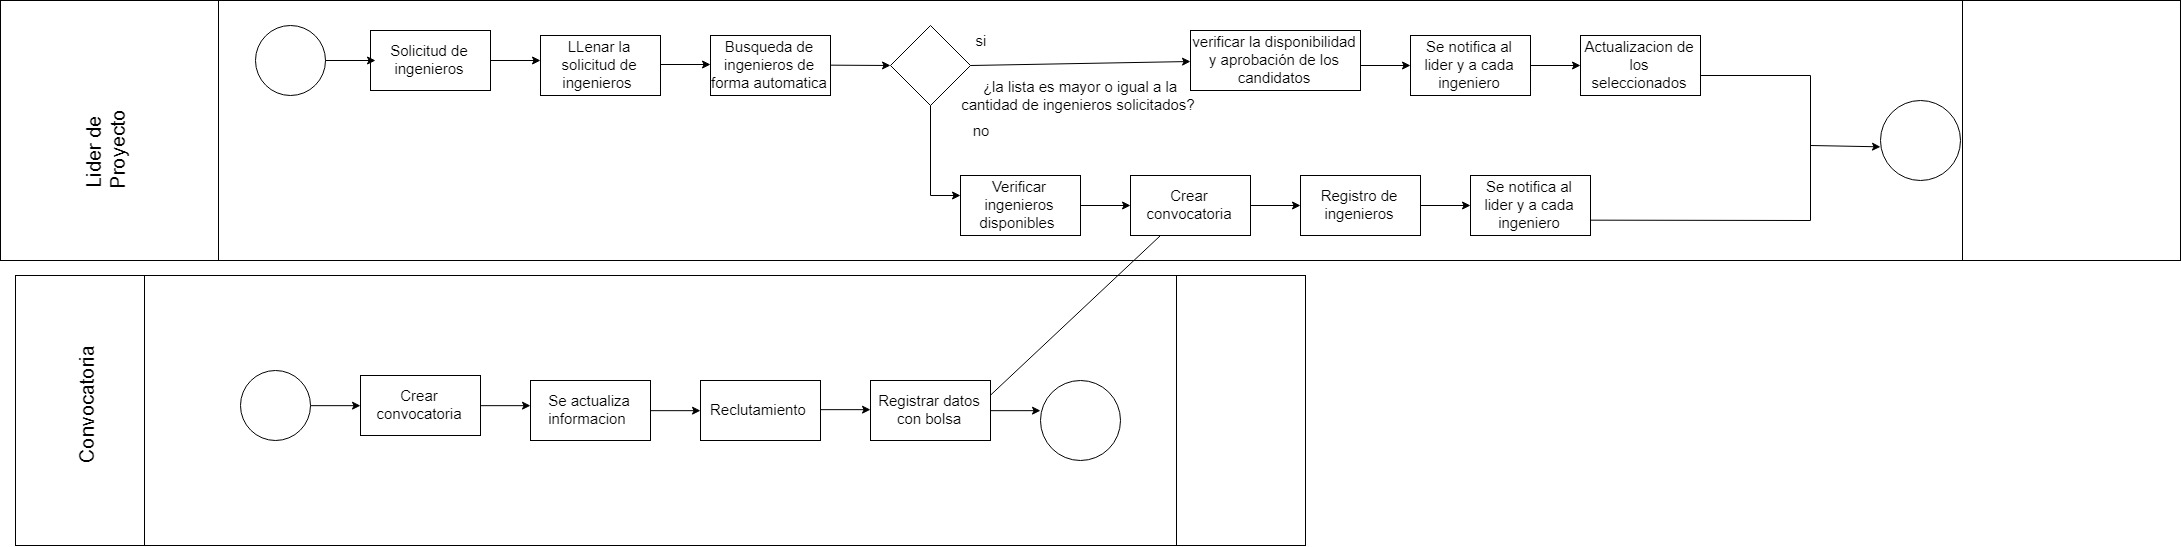 Lider de
Proyecto
Solicitud de
ingenieros
LLenar la
solicitud de
ingenieros
Busqueda de
ingenieros de
forma automatica
si
¿la lista es mayor o igual a la
cantidad de ingenieros solicitados?
no
verificar la disponibilidad
y aprobación de los
candidatos
Se notifica al
lider y a cada
ingeniero
Actualizacion de
los
seleccionados
Verificar
ingenieros
disponibles
Crear
convocatoria
Registro de
ingenieros
Se notifica al
lider y a cada
ingeniero
Convocatoria
Crear
convocatoria
Se actualiza
informacion
Reclutamiento
Registrar datos
con bolsa